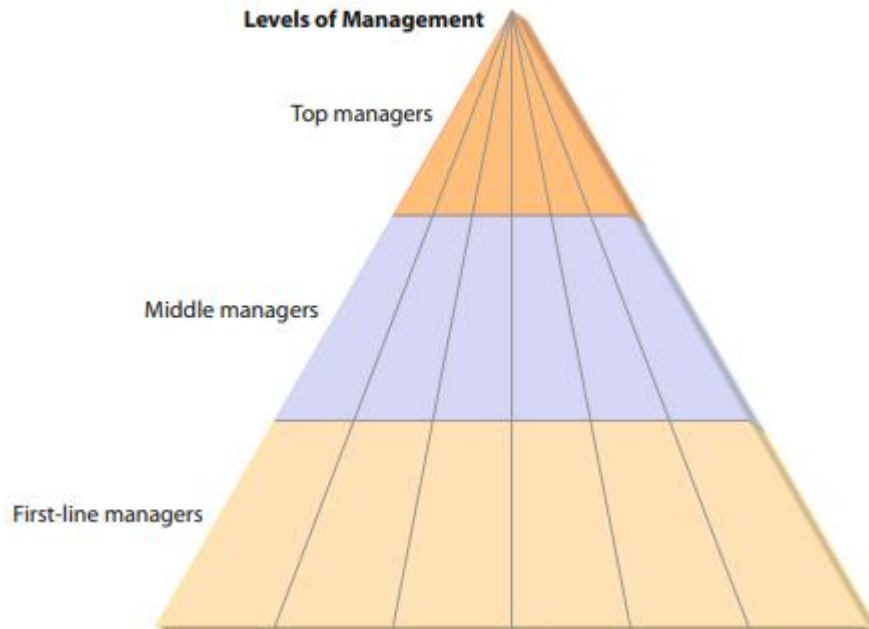 Levels of Management
Top managers
Middle managers
First-line managers